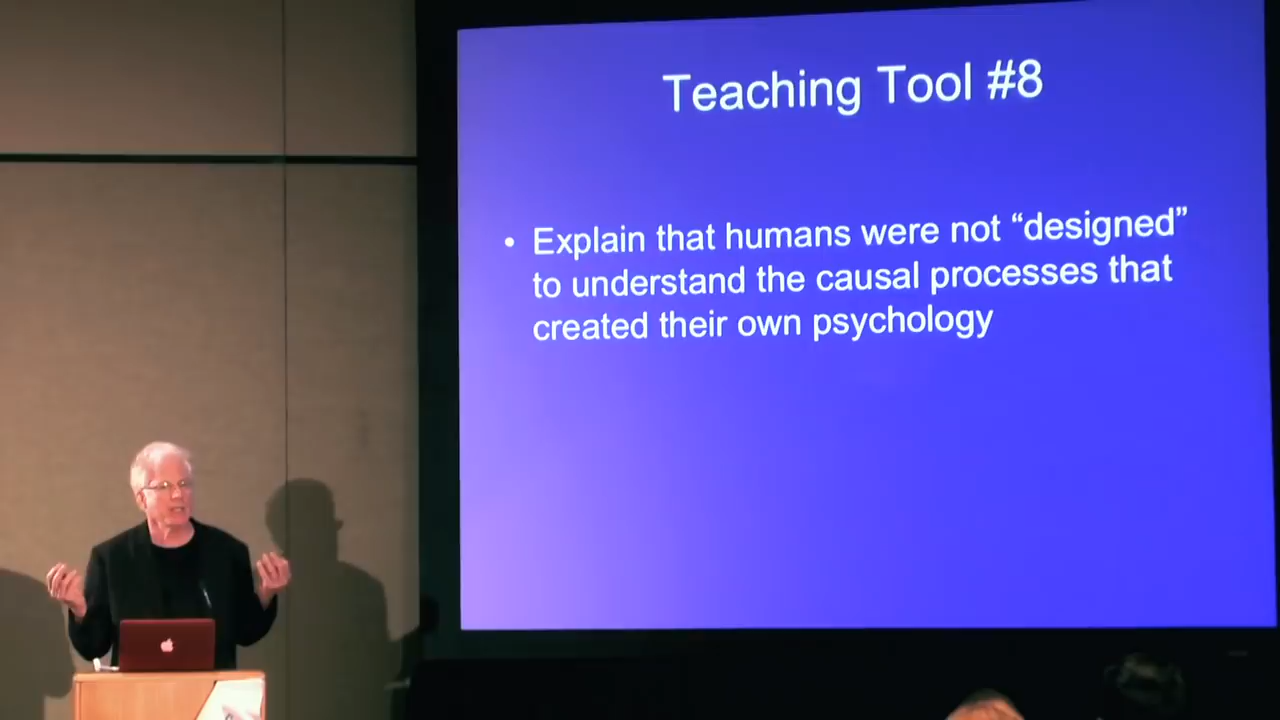 Teaching Tool #8
• Explain that humans were not “designed”
to understand the causal processes that
created their own psychology